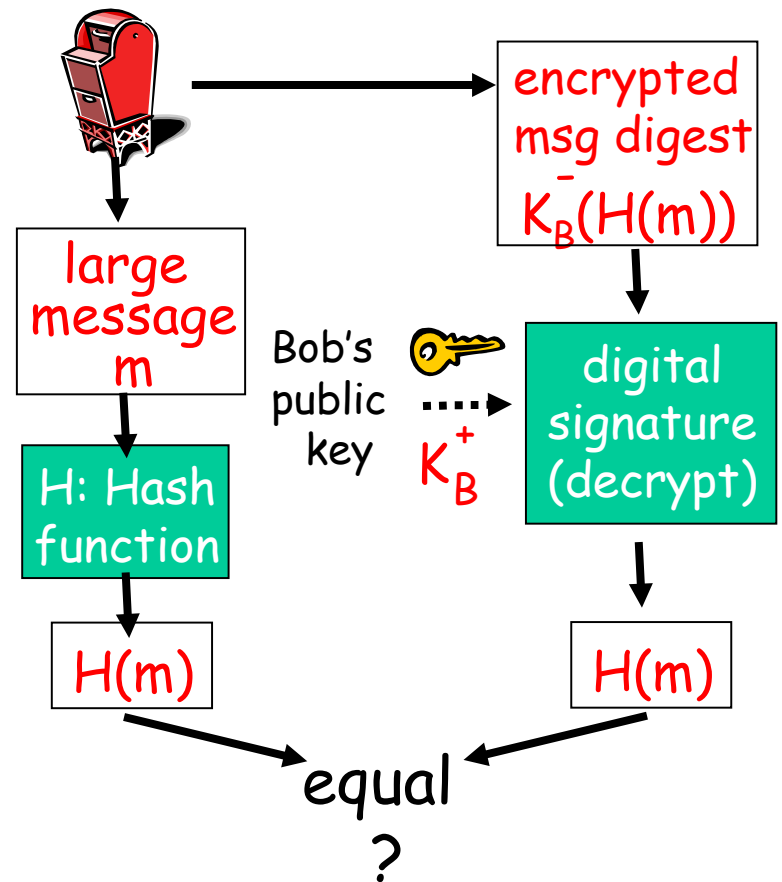 encrypted
msg digest
K_B^-(H(m))
large
message
m
Bob's
public
key
K_B^+
digital
signature
(decrypt)
H: Hash
function
H(m)
H(m)
equal
?